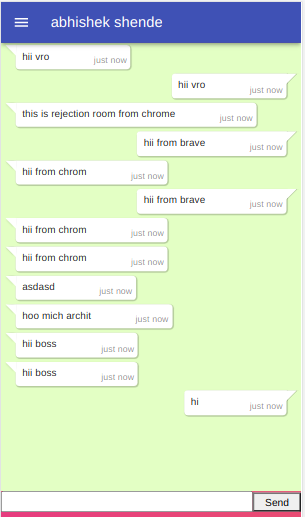 abhishek shende
hii vro
just now
hii vro
just now
this is rejection room from chrome
just now
hii from brave
just now
hii from chrom
just now
hii from brave
just now
hii from chrom
just now
hii from chrom
just now
asdasd
just now
hoo mich archit
just now
hii boss
just now
hii boss
just now
hi
just now
Send